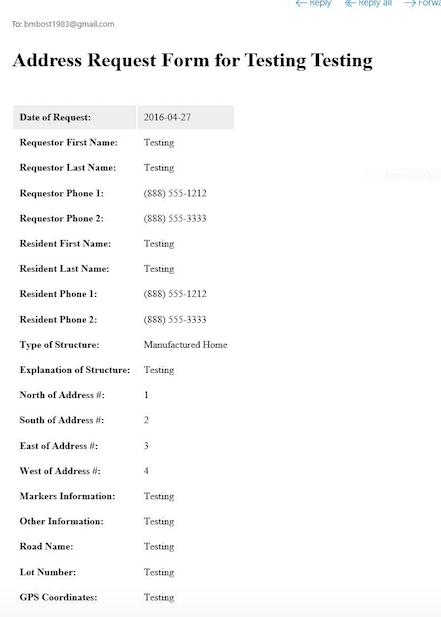 Reply Reply all
To: bmbost1983@gmail.com
Address Request Form for Testing Testing
Date of Request: 2016-04-27
Requestor First Name: Testing
Requestor Last Name: Testing
Requestor Phone 1: (888) 555-1212
Requestor Phone 2: (888) 555-3333
Resident First Name: Testing
Resident Last Name: Testing
Resident Phone 1: (888) 555-1212
Resident Phone 2: (888) 555-3333
Type of Structure: Manufactured Home
Explanation of Structure: Testing
North of Address #: 1
South of Address #: 2
East of Address #: 3
West of Address #: 4
Markers Information: Testing
Other Information: Testing
Road Name: Testing
Lot Number: Testing
GPS Coordinates: Testing